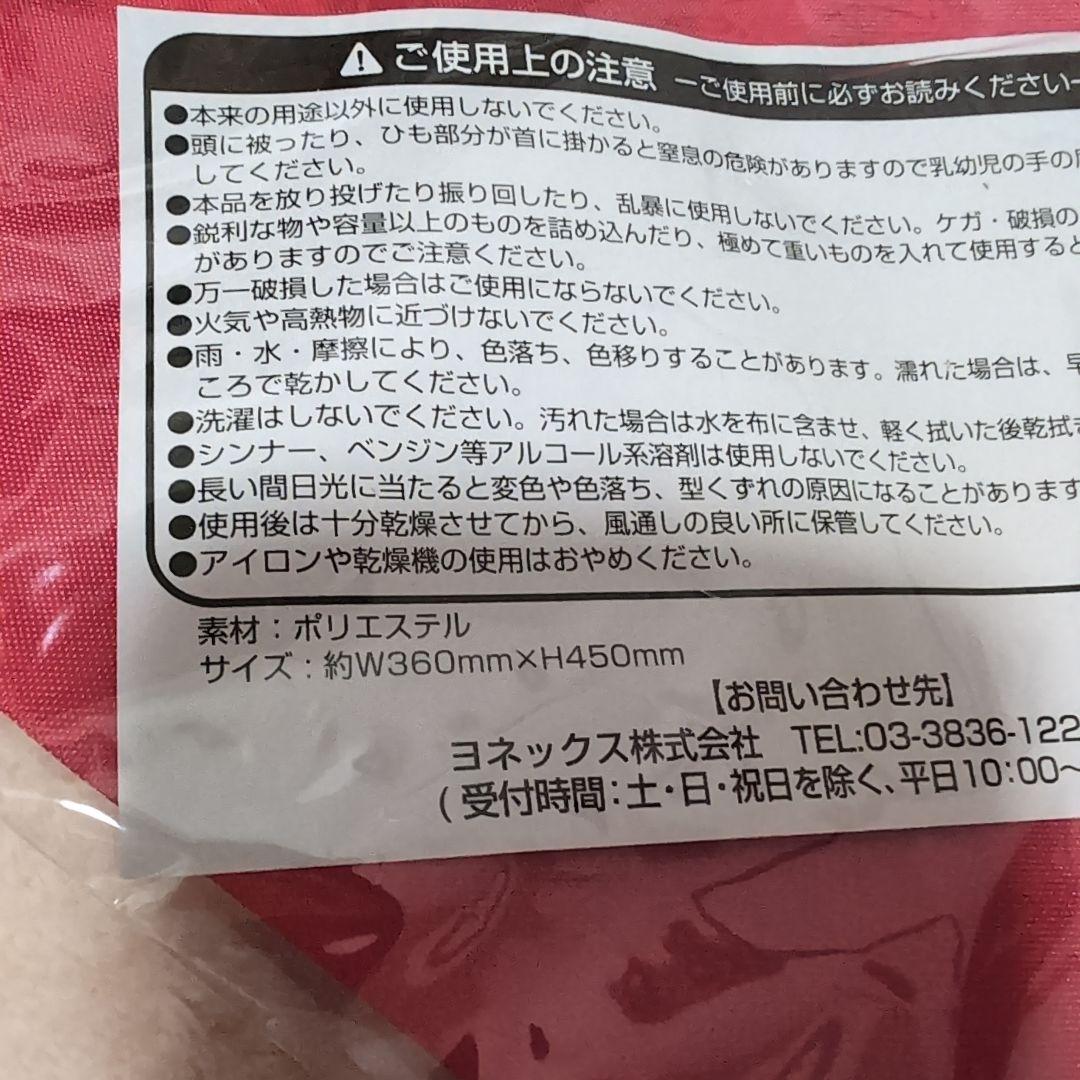 ご使用上の注意 ーご使用前に必ずお読みくださいー
●本来の用途以外に使用しないでください。
●頭に被ったり、ひも部分が首に掛かると窒息の危険がありますので乳幼児の手の
してください。
●本品を放り投げたり振り回したり、乱暴に使用しないでください。ケガ・破損の
●鋭利な物や容量以上のものを詰め込んだり、極めて重いものを入れて使用すると
がありますのでご注意ください。
●万一破損した場合はご使用にならないでください。
●火気や高熱物に近づけないでください。
●雨・水・摩擦により、色落ち、色移りすることがあります。濡れた場合は、早
ころで乾かしてください。
●洗濯はしないでください。汚れた場合は水を布に含ませ、軽く拭いた後乾拭き
●シンナー、ベンジン等アルコール系溶剤は使用しないでください。
●長い間日光に当たると変色や色落ち、型くずれの原因になることがあります
●使用後は十分乾燥させてから、風通しの良い所に保管してください。
●アイロンや乾燥機の使用はおやめください。
素材：ポリエステル
サイズ：約W360mm×H450mm
【お問い合わせ先】
ヨネックス株式会社 TEL:03-3836-122
(受付時間：土・日・祝日を除く、平日10：00〜